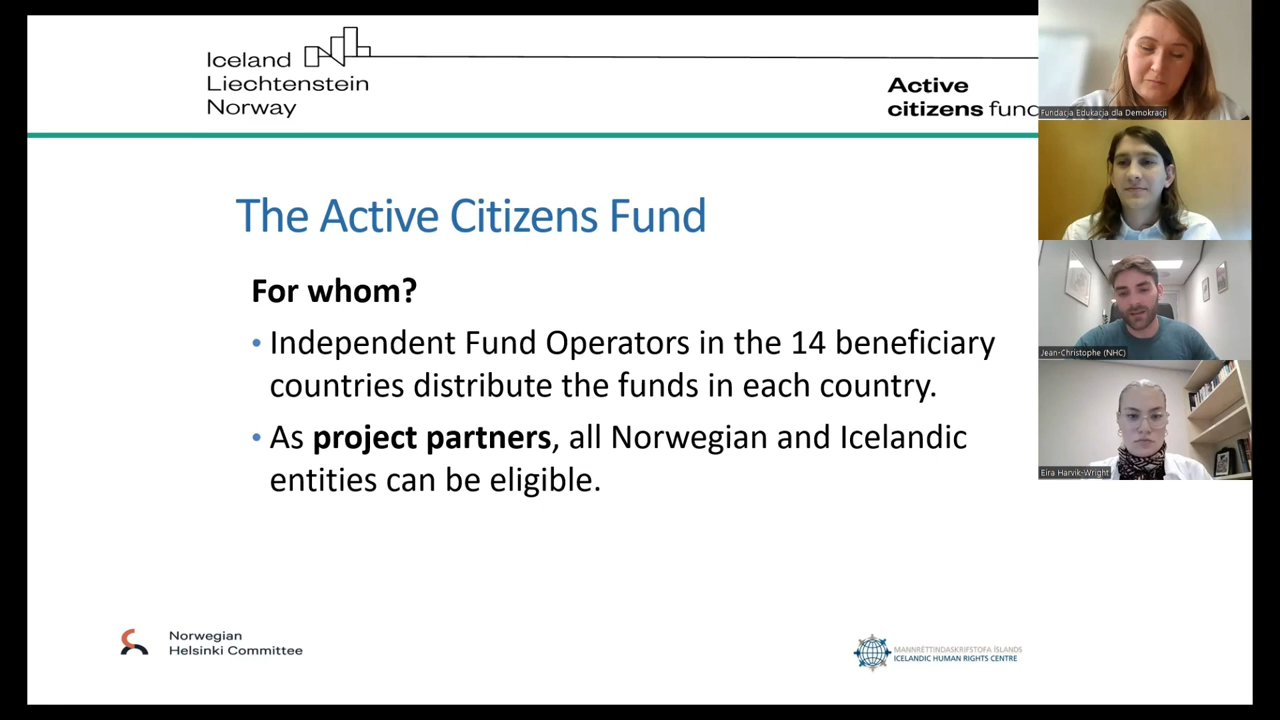 Iceland
Liechtenstein
Norway
Active
citizens fund
The Active Citizens Fund
For whom?
• Independent Fund Operators in the 14 beneficiary
countries distribute the funds in each country.
• As project partners, all Norwegian and Icelandic
entities can be eligible.
Norwegian
Helsinki Committee
MANNRÉTTINDASKRIFSTOFA ÍSLANDS
ICELANDIC HUMAN RIGHTS CENTRE
Fundacja Edukacja dla Demokracji
Jean-Christophe (NHC)
Eira Harvik-Wright